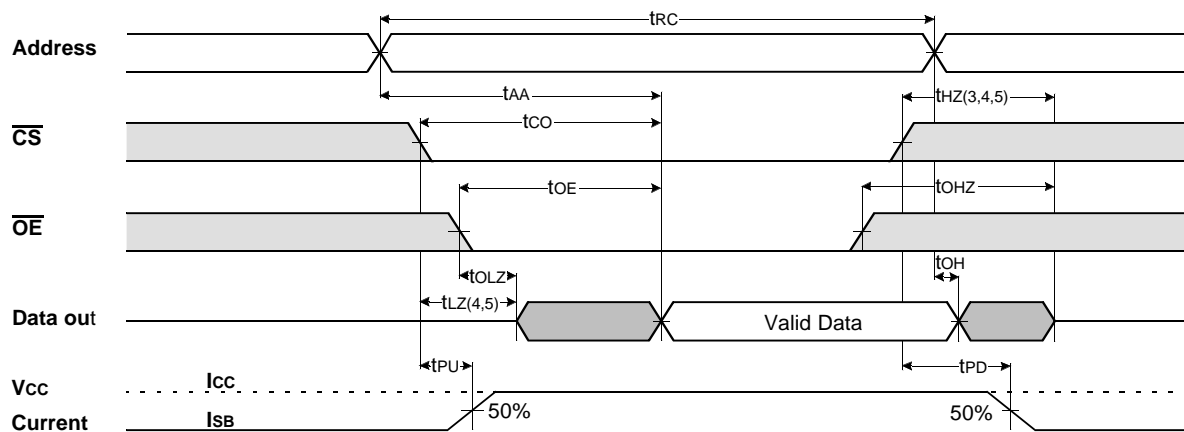 tRC
Address
tAA
tHZ(3,4,5)
CS
tCO
tOE
tOHZ
OE
tOLZ
tOH
tLZ(4,5)
Data out
Valid Data
tPU
tPD
VCC
ICC
50%
50%
Current
ISB